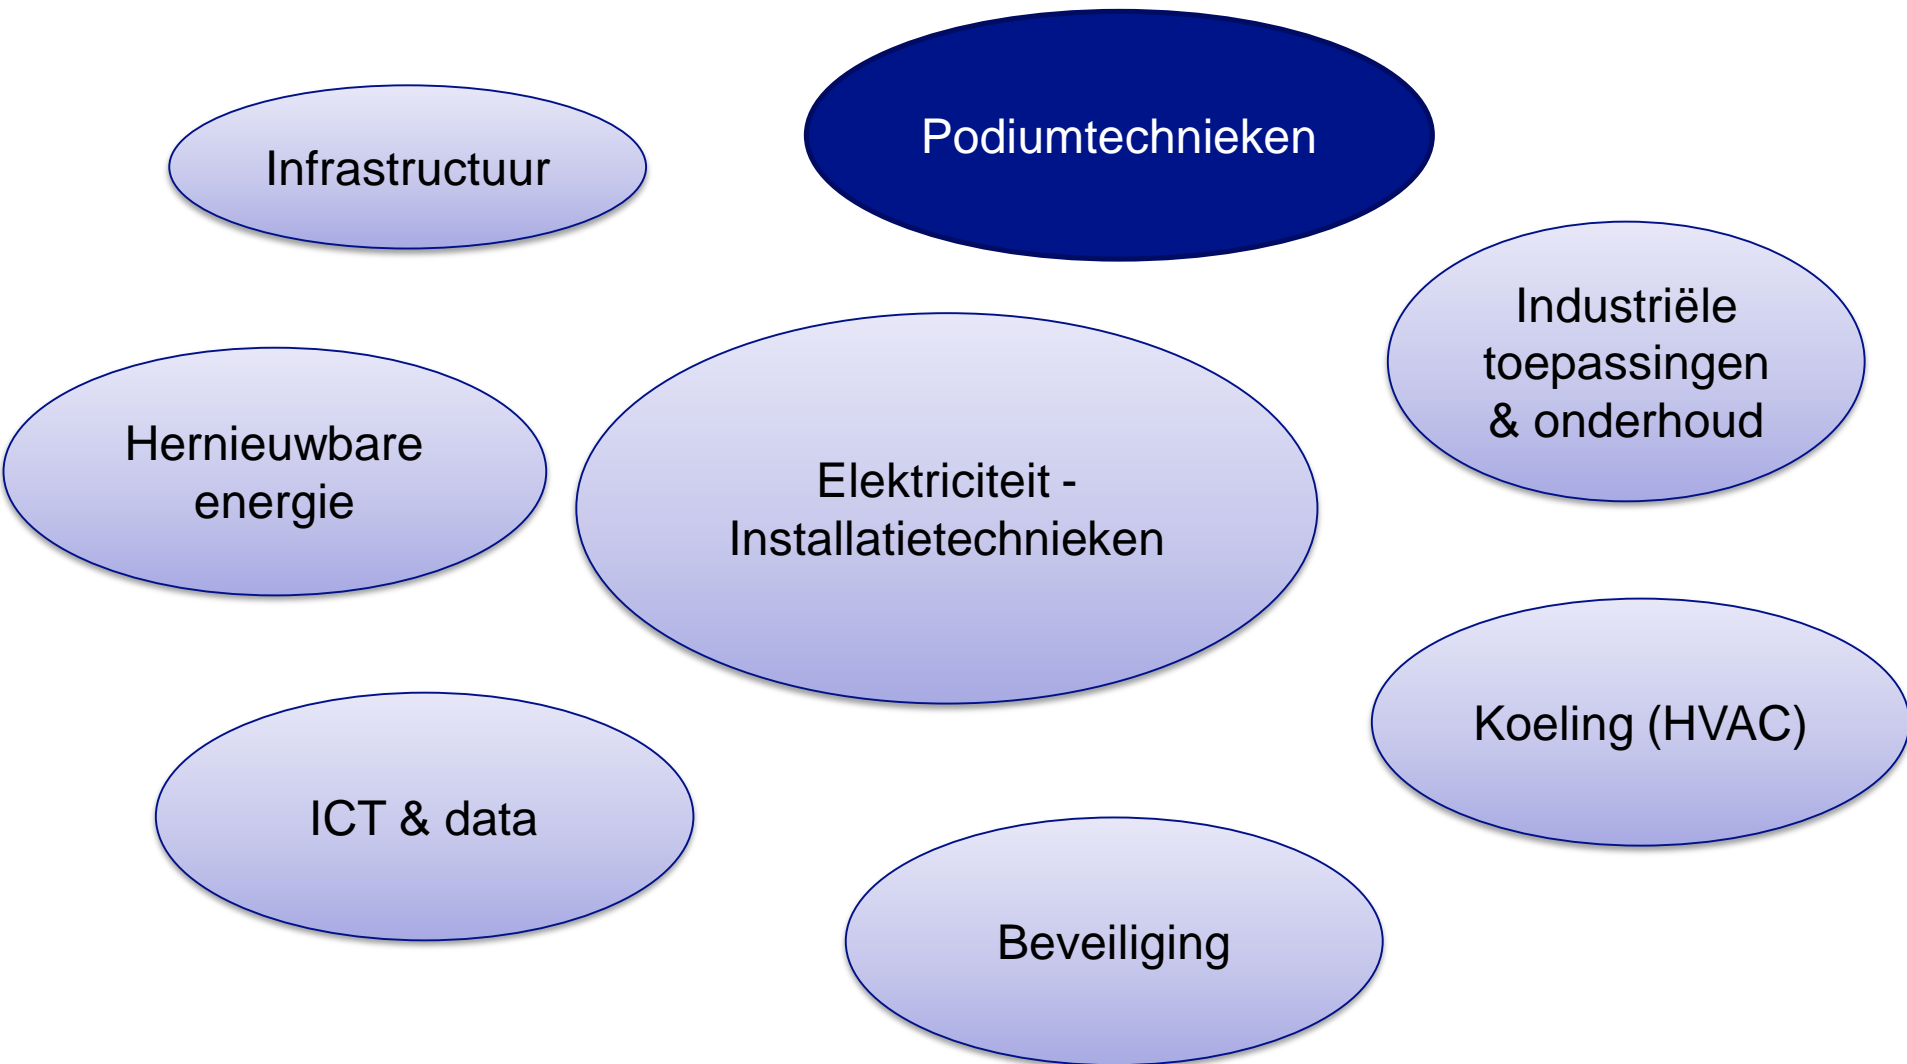 Podiumtechnieken
Infrastructuur
Industriële
toepassingen
& onderhoud
Hernieuwbare
energie
Elektriciteit -
Installatietechnieken
Koeling (HVAC)
ICT & data
Beveiliging